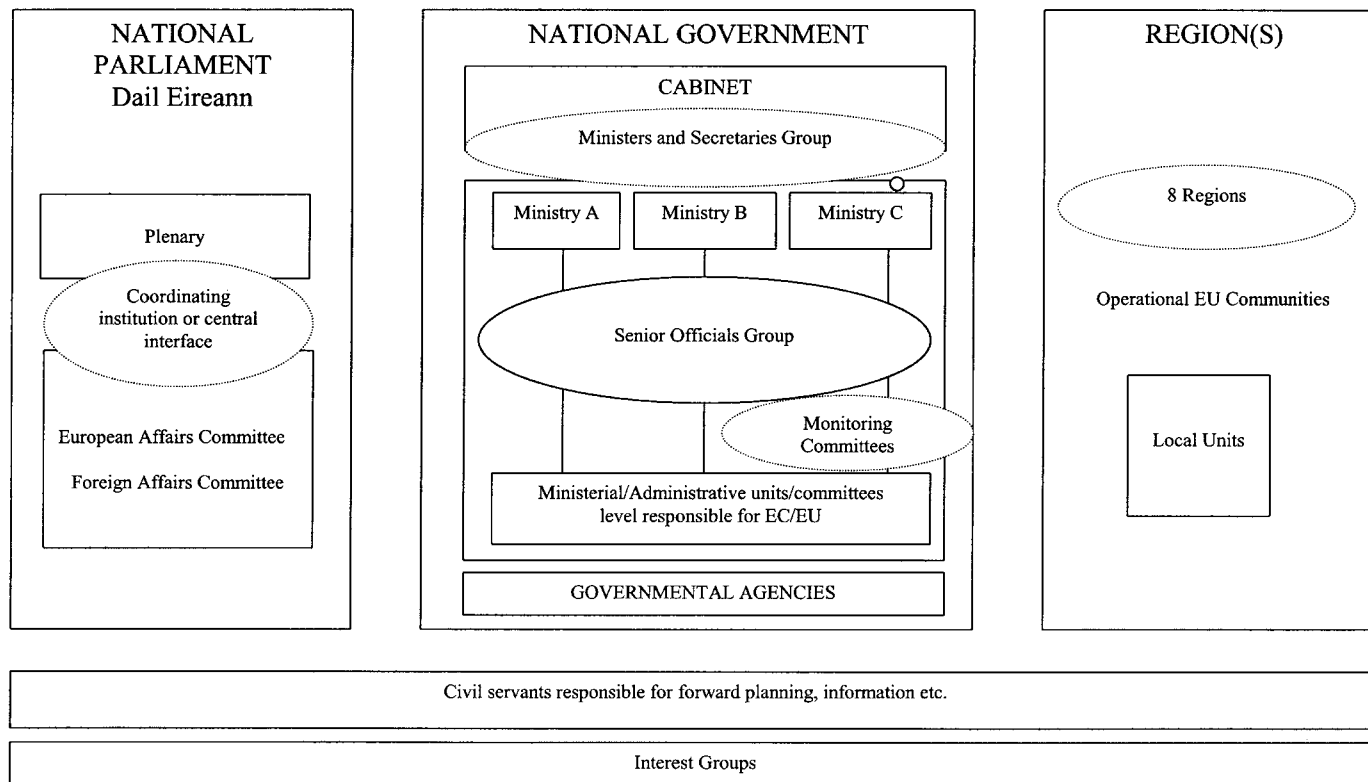 NATIONAL
PARLIAMENT
Dail Eireann
Plenary
Coordinating
institution or central
interface
European Affairs Committee
Foreign Affairs Committee
NATIONAL GOVERNMENT
CABINET
Ministers and Secretaries Group
Ministry A
Ministry B
Ministry C
Senior Officials Group
Monitoring
Committees
Ministerial/Administrative units/committees
level responsible for EC/EU
GOVERNMENTAL AGENCIES
REGION(S)
8 Regions
Operational EU Communities
Local Units
Civil servants responsible for forward planning, information etc.
Interest Groups